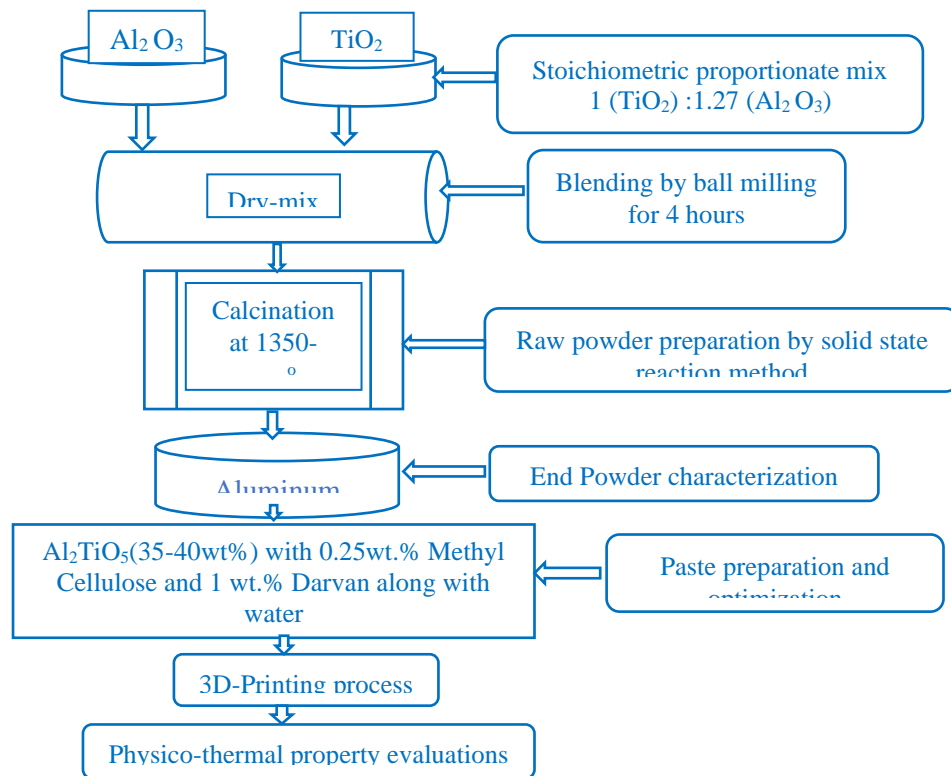 Al₂ O₃
TiO₂
Stoichiometric proportionate mix
1 (TiO₂) :1.27 (Al₂ O₃)
Dry-mix
Blending by ball milling
for 4 hours
Calcination
at 1350-
o
Raw powder preparation by solid state
reaction method
Aluminum
End Powder characterization
Al₂TiO₅(35-40wt%) with 0.25wt.% Methyl
Cellulose and 1 wt.% Darvan along with
water
Paste preparation and
optimization
3D-Printing process
Physico-thermal property evaluations